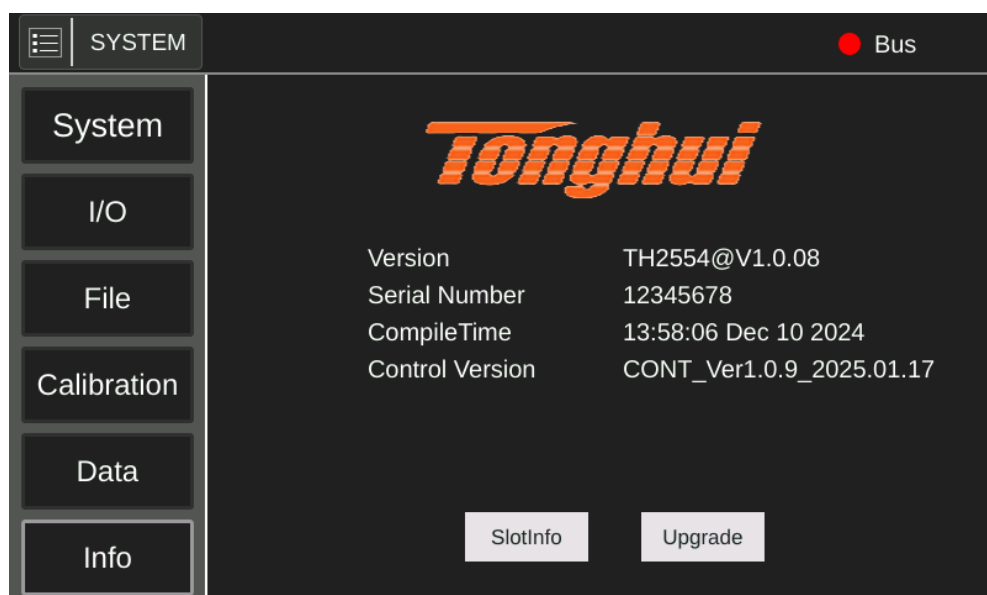 SYSTEM
Bus
System
I/O
File
Calibration
Data
Info
Tonghui
Version TH2554@V1.0.08
Serial Number 12345678
CompileTime 13:58:06 Dec 10 2024
Control Version CONT_Ver1.0.9_2025.01.17
SlotInfo
Upgrade